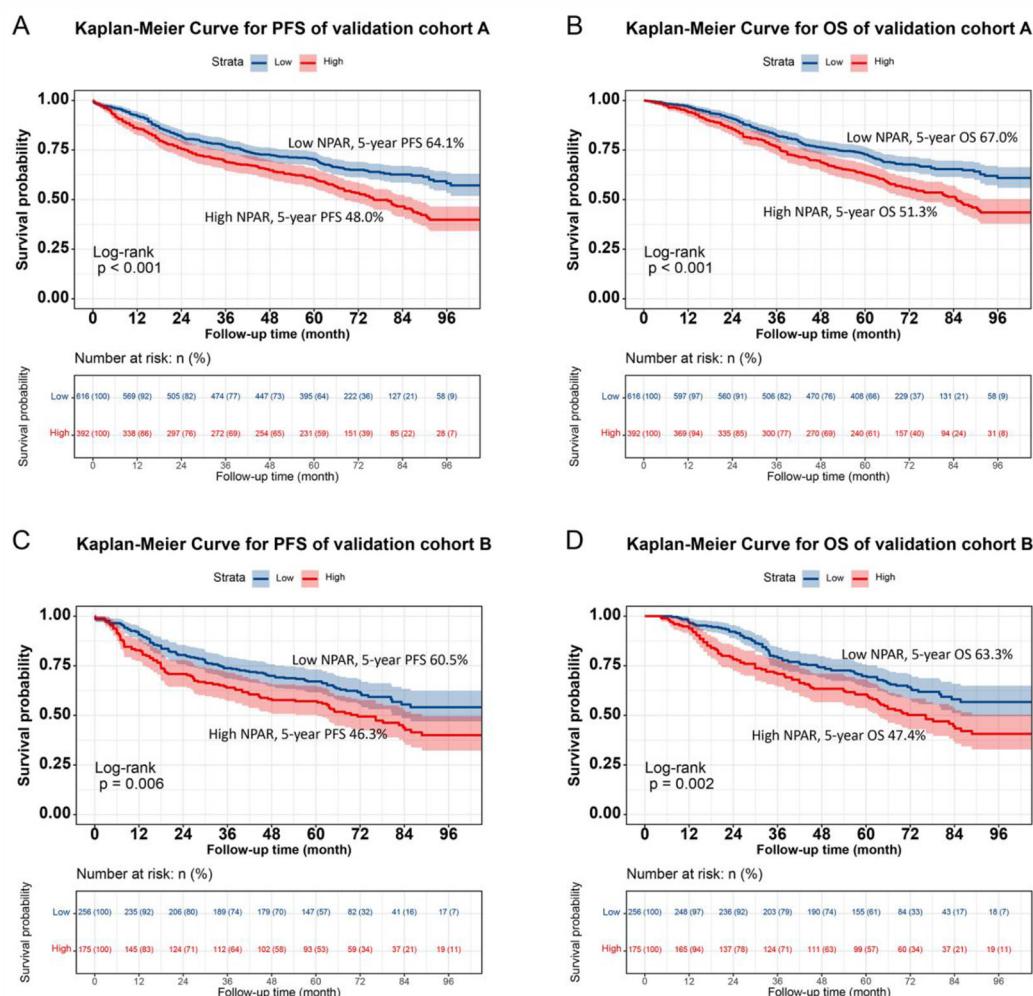 A
Kaplan-Meier Curve for PFS of validation cohort A
Strata Low High
Survival probability
1.00
0.75
0.50
0.25
0.00
Low NPAR, 5-year PFS 64.1%
High NPAR, 5-year PFS 48.0%
Log-rank
p < 0.001
0 12 24 36 48 60 72 84 96
Follow-up time (month)
Number at risk: n (%)
Survival probability
Low 616 (100) 569 (92) 505 (82) 474 (77) 447 (73) 395 (64) 222 (36) 127 (21) 58 (9)
High 392 (100) 338 (86) 297 (76) 272 (69) 254 (65) 231 (59) 151 (39) 85 (22) 28 (7)
0 12 24 36 48 60 72 84 96
Follow-up time (month)
B
Kaplan-Meier Curve for OS of validation cohort A
Strata Low High
Survival probability
1.00
0.75
0.50
0.25
0.00
Low NPAR, 5-year OS 67.0%
High NPAR, 5-year OS 51.3%
Log-rank
p < 0.001
0 12 24 36 48 60 72 84 96
Follow-up time (month)
Number at risk: n (%)
Survival probability
Low 616 (100) 597 (97) 560 (91) 506 (82) 470 (76) 408 (66) 229 (37) 131 (21) 58 (9)
High 392 (100) 369 (94) 335 (85) 300 (77) 270 (69) 240 (61) 157 (40) 94 (24) 31 (8)
0 12 24 36 48 60 72 84 96
Follow-up time (month)
C
Kaplan-Meier Curve for PFS of validation cohort B
Strata Low High
Survival probability
1.00
0.75
0.50
0.25
0.00
Low NPAR, 5-year PFS 60.5%
High NPAR, 5-year PFS 46.3%
Log-rank
p = 0.006
0 12 24 36 48 60 72 84 96
Follow-up time (month)
Number at risk: n (%)
Survival probability
Low 256 (100) 235 (92) 206 (80) 189 (74) 179 (70) 147 (57) 82 (32) 41 (16) 17 (7)
High 175 (100) 145 (83) 124 (71) 112 (64) 102 (58) 93 (53) 59 (34) 37 (21) 19 (11)
0 12 24 36 48 60 72 84 96
Follow-up time (month)
D
Kaplan-Meier Curve for OS of validation cohort B
Strata Low High
Survival probability
1.00
0.75
0.50
0.25
0.00
Low NPAR, 5-year OS 63.3%
High NPAR, 5-year OS 47.4%
Log-rank
p = 0.002
0 12 24 36 48 60 72 84 96
Follow-up time (month)
Number at risk: n (%)
Survival probability
Low 256 (100) 248 (97) 236 (92) 203 (79) 190 (74) 155 (61) 84 (33) 43 (17) 18 (7)
High 175 (100) 165 (94) 137 (78) 124 (71) 111 (63) 99 (57) 60 (34) 37 (21) 19 (11)
0 12 24 36 48 60 72 84 96
Follow-up time (month)